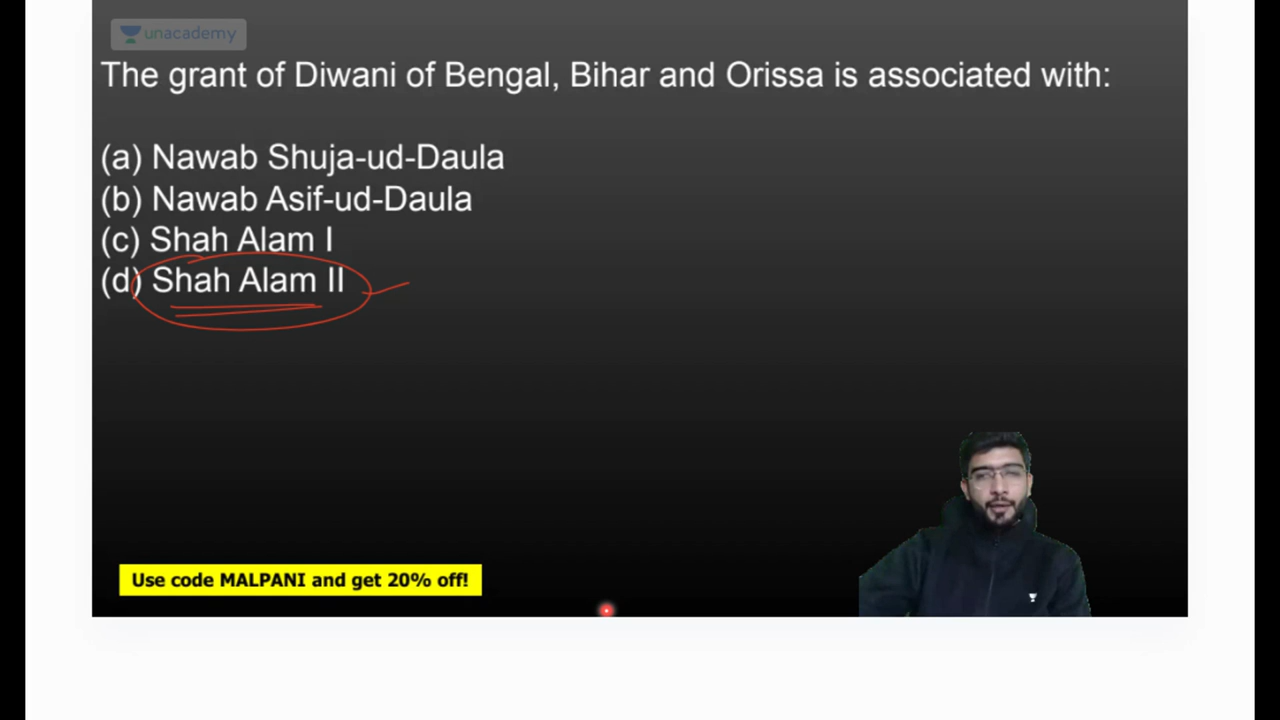 unacademy
The grant of Diwani of Bengal, Bihar and Orissa is associated with:
(a) Nawab Shuja-ud-Daula
(b) Nawab Asif-ud-Daula
(c) Shah Alam I
(d) Shah Alam II
Use code MALPANI and get 20% off!